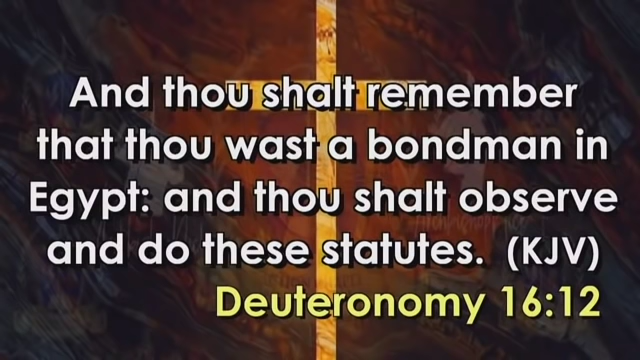 And thou shalt remember
that thou wast a bondman in
Egypt: and thou shalt observe
and do these statutes. (KJV)
Deuteronomy 16:12